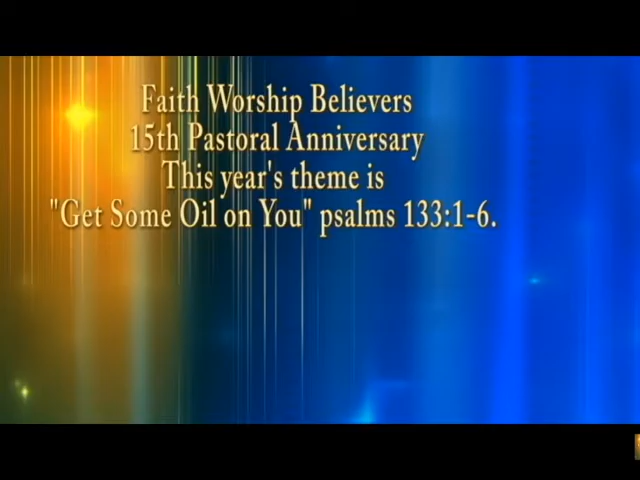 Faith Worship Believers
15th Pastoral Anniversary
This year's theme is
"Get Some Oil on You" psalms 133:1-6.